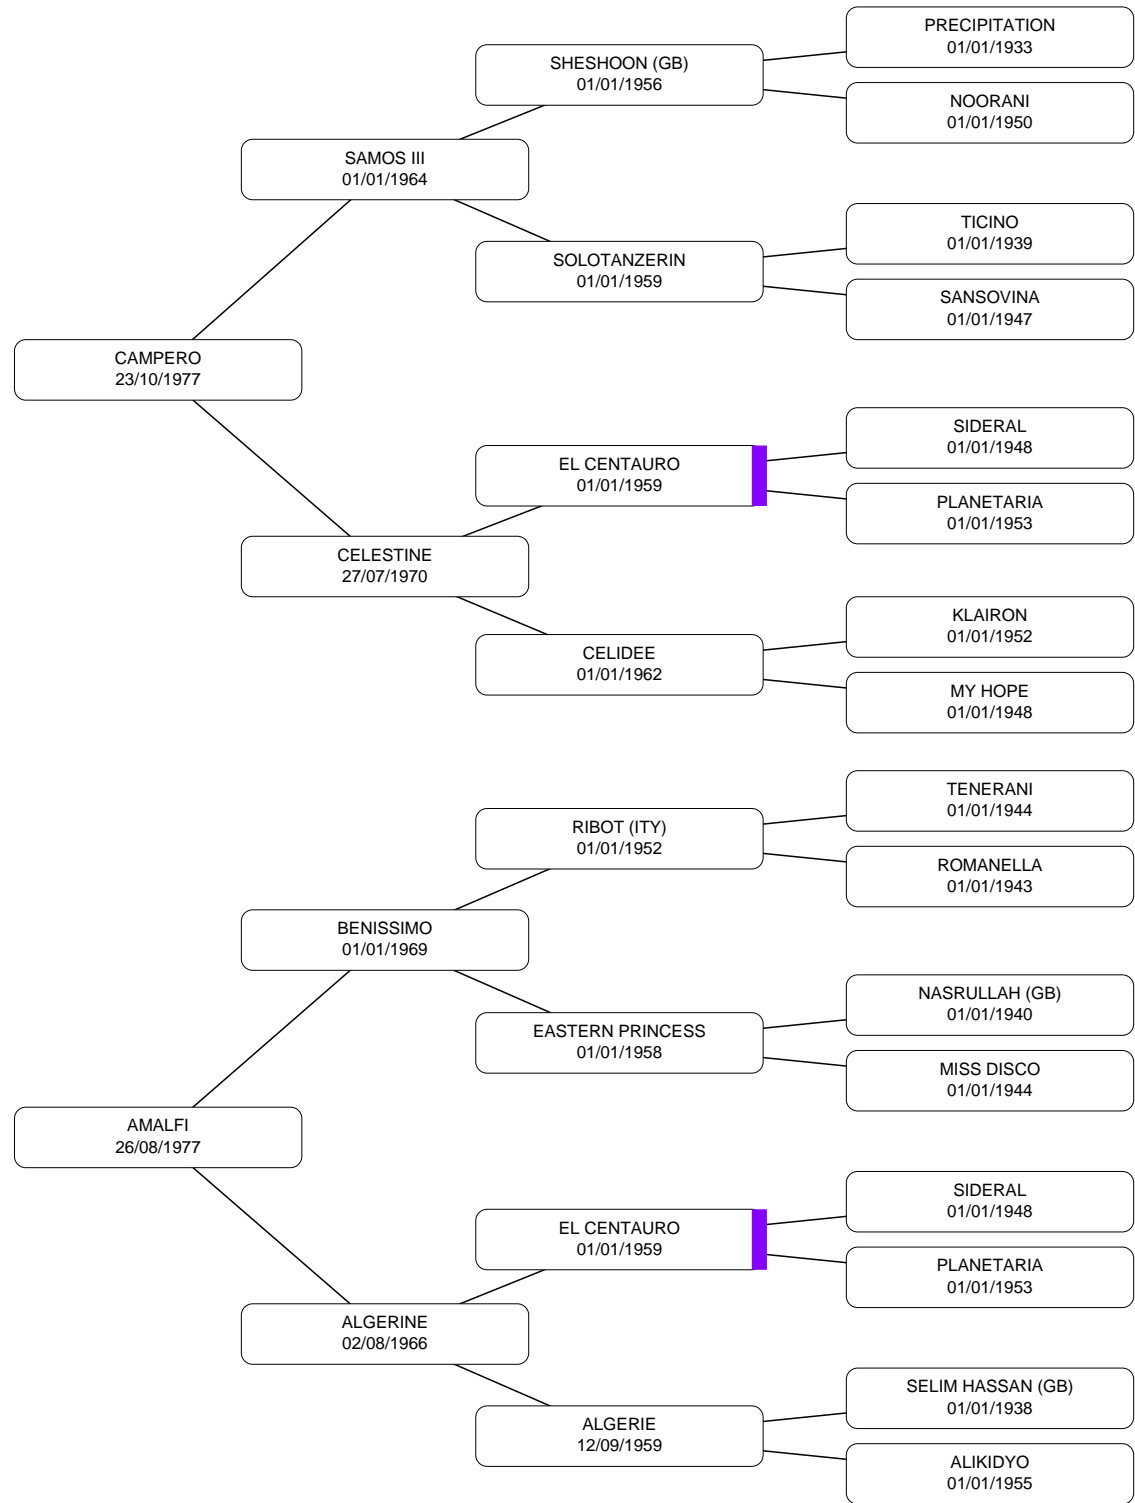 PRECIPITATION
01/01/1933
SHESHOON (GB)
01/01/1956
NOORANI
01/01/1950
SAMOS III
01/01/1964
TICINO
01/01/1939
SOLOTANZERIN
01/01/1959
SANSOVINA
01/01/1947
CAMPERO
23/10/1977
SIDERAL
01/01/1948
EL CENTAURO
01/01/1959
PLANETARIA
01/01/1953
CELESTINE
27/07/1970
KLAIRON
01/01/1952
CELIDEE
01/01/1962
MY HOPE
01/01/1948
TENERANI
01/01/1944
RIBOT (ITY)
01/01/1952
ROMANELLA
01/01/1943
BENISSIMO
01/01/1969
NASRULLAH (GB)
01/01/1940
EASTERN PRINCESS
01/01/1958
MISS DISCO
01/01/1944
AMALFI
26/08/1977
SIDERAL
01/01/1948
EL CENTAURO
01/01/1959
PLANETARIA
01/01/1953
ALGERINE
02/08/1966
SELIM HASSAN (GB)
01/01/1938
ALGERIE
12/09/1959
ALIKIDYO
01/01/1955